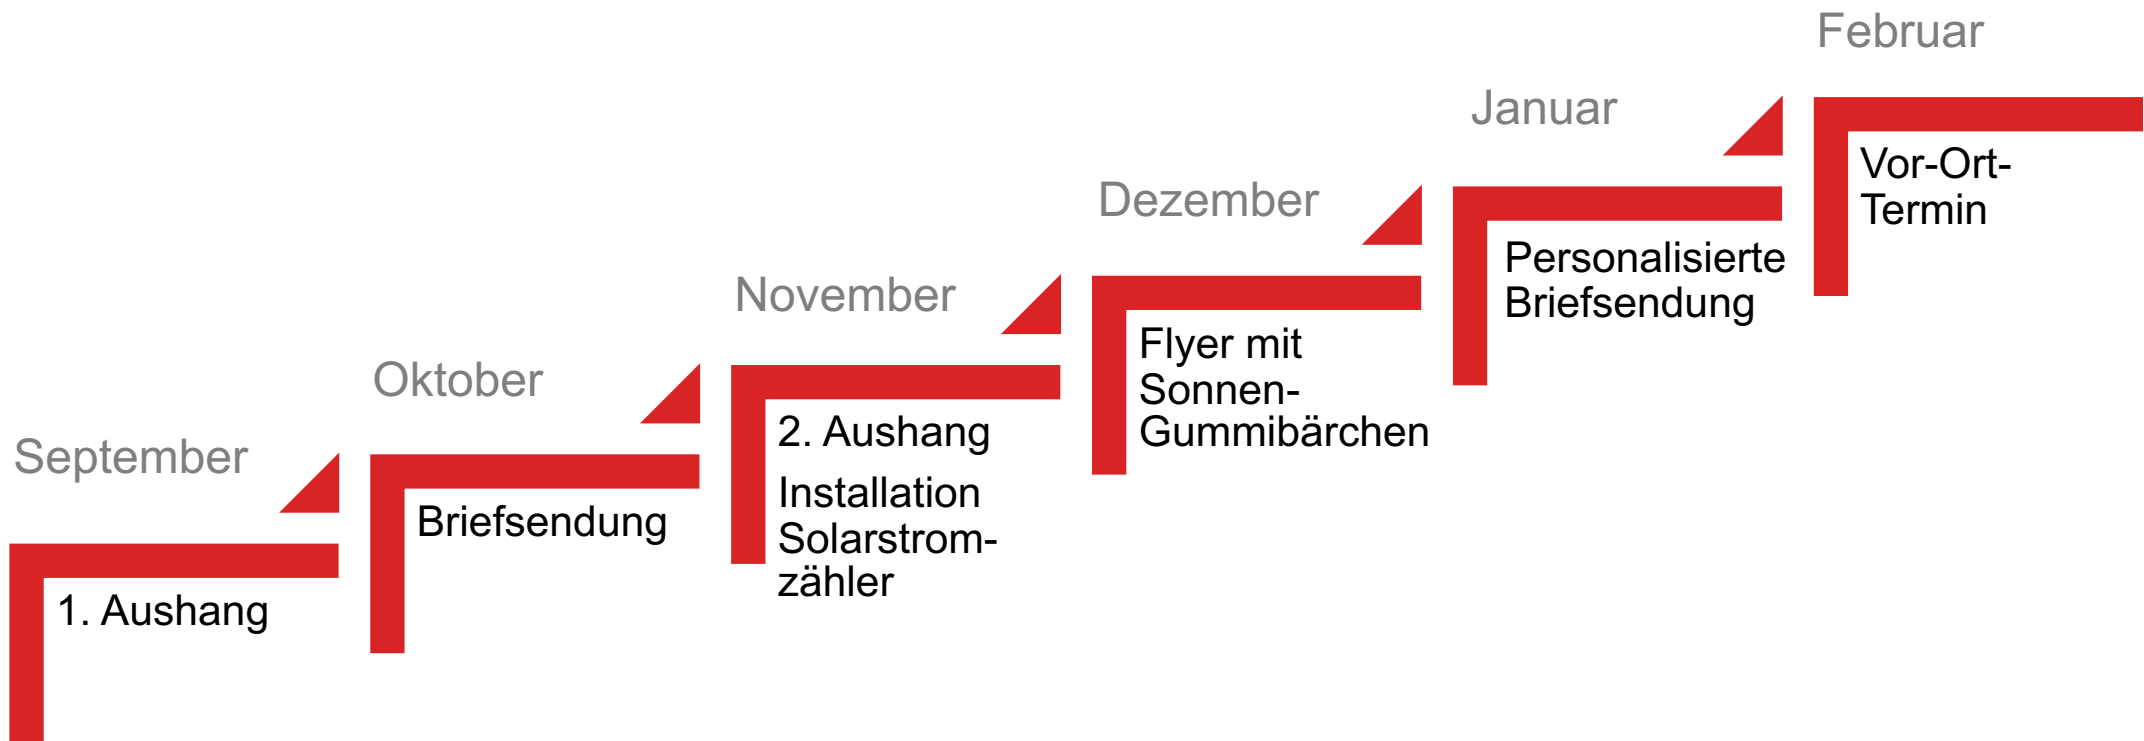 September
1. Aushang
Oktober
Briefsendung
November
2. Aushang
Installation
Solarstrom-
zähler
Dezember
Flyer mit
Sonnen-
Gummibärchen
Januar
Personalisierte
Briefsendung
Februar
Vor-Ort-
Termin